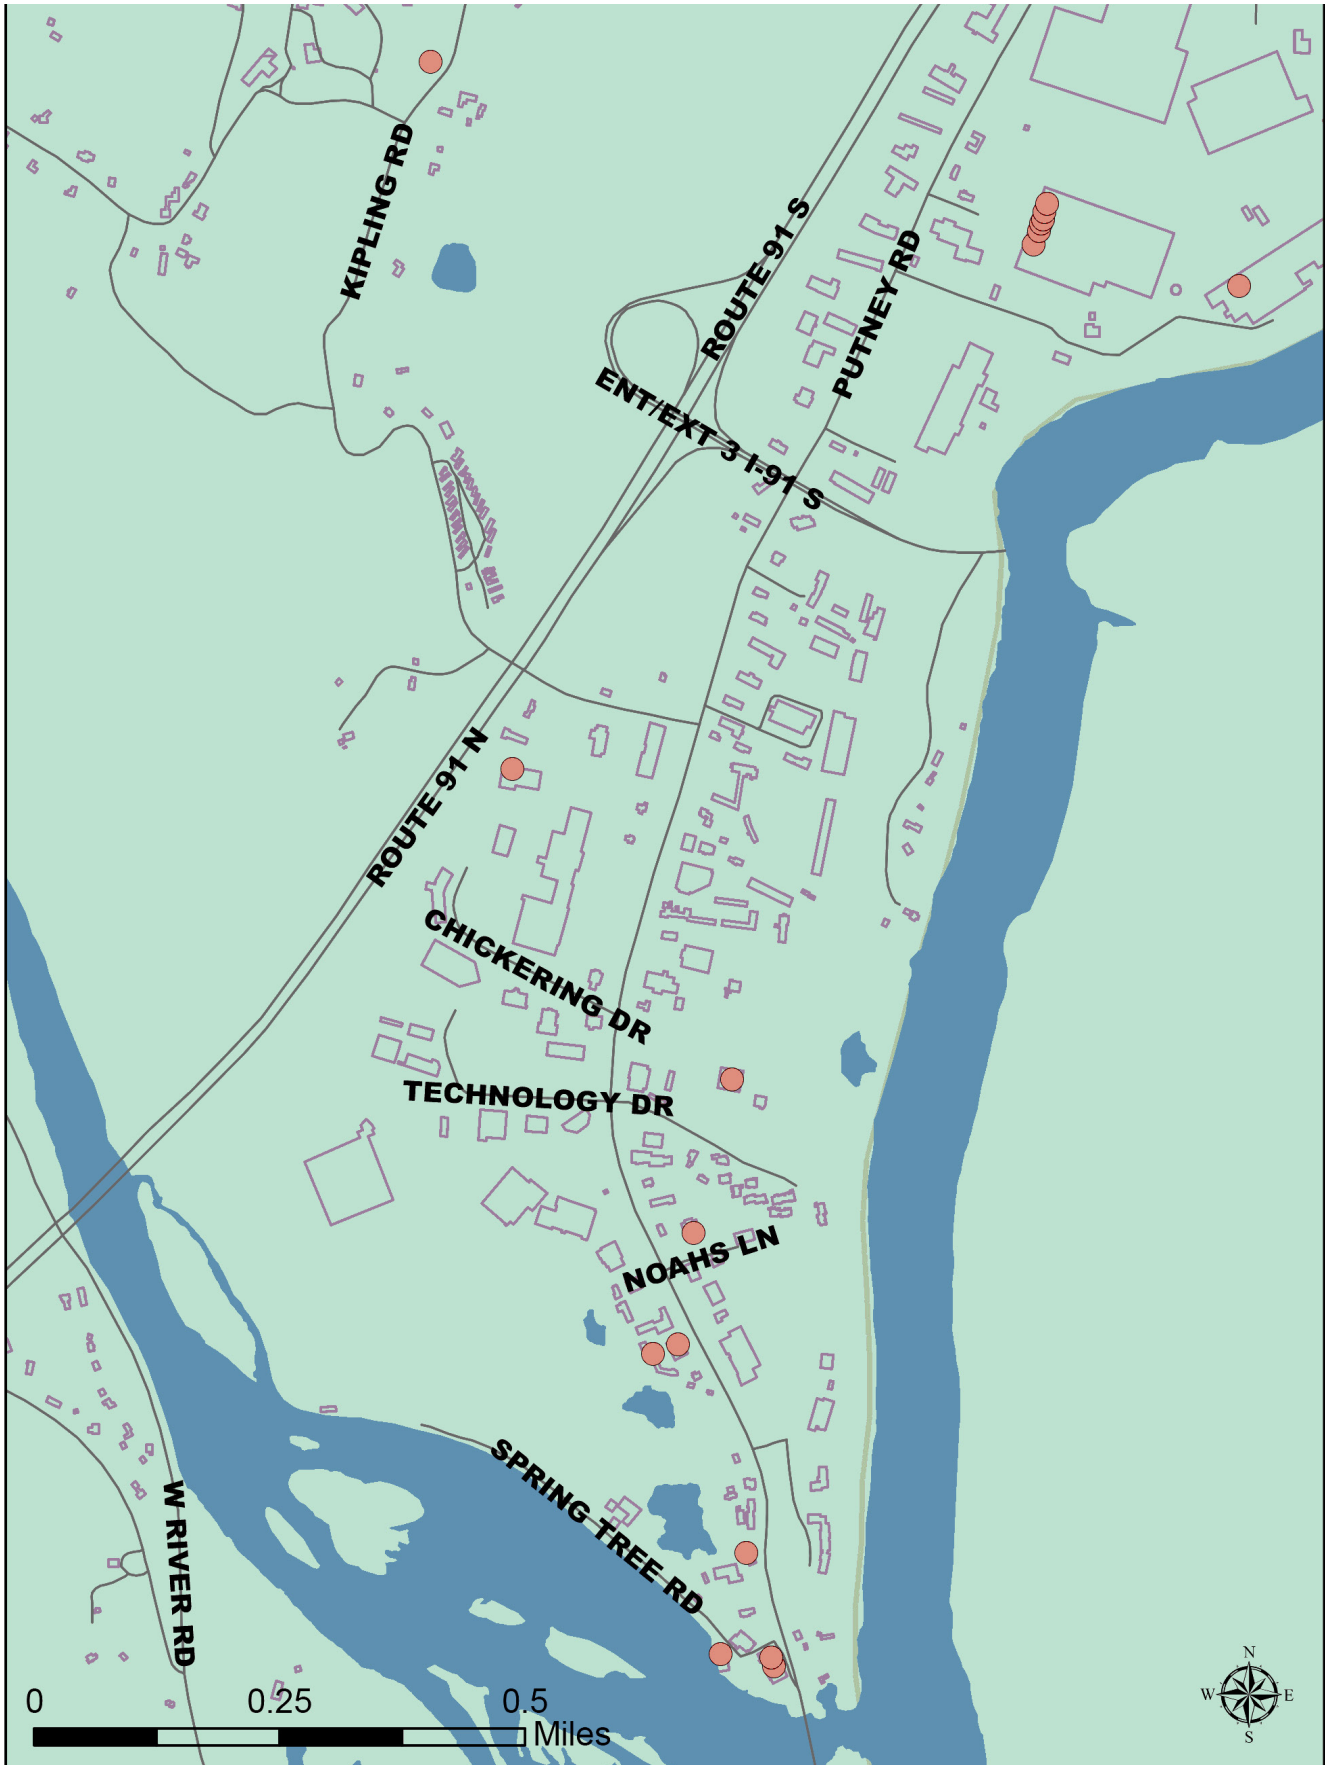 KIPLING RD
ROUTE 91 S
PUTNEY RD
ENT/EXT 3 I-91 S
ROUTE 91 N
CHICKERING DR
TECHNOLOGY DR
NOAHS LN
SPRING TREE RD
W RIVER RD
0 0.25 0.5
Miles
N
W E
S